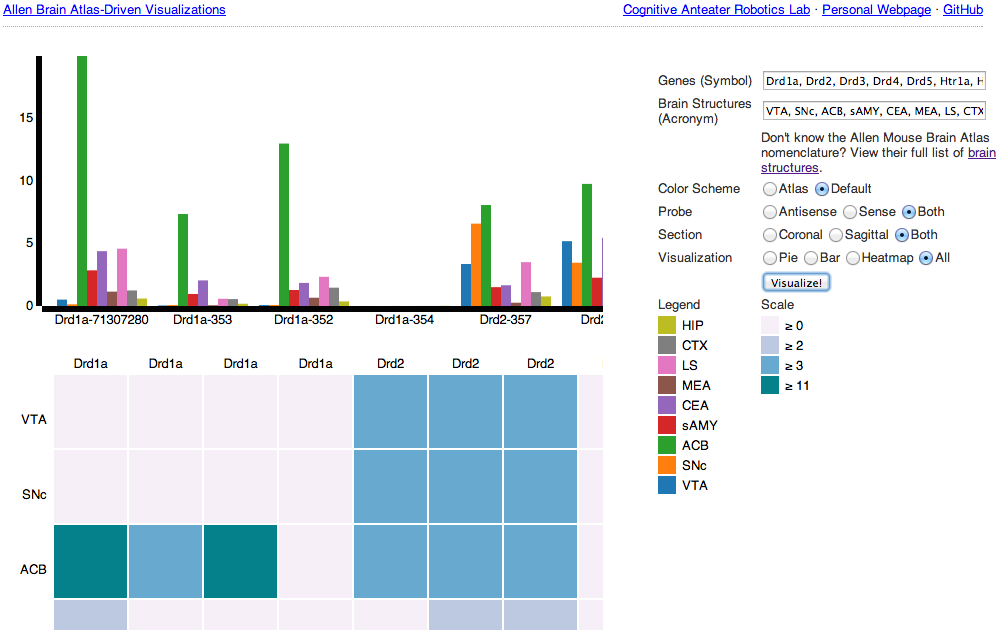 Allen Brain Atlas-Driven Visualizations
Cognitive Anteater Robotics Lab · Personal Webpage · GitHub
15
10
5
0
Drd1a-71307280 Drd1a-353 Drd1a-352 Drd1a-354 Drd2-357 Drd2
Drd1a Drd1a Drd1a Drd1a Drd2 Drd2 Drd2
VTA
SNc
ACB
Genes (Symbol) Drd1a, Drd2, Drd3, Drd4, Drd5, Htr1a, H
Brain Structures
(Acronym) VTA, SNc, ACB, sAMY, CEA, MEA, LS, CTX
Don't know the Allen Mouse Brain Atlas
nomenclature? View their full list of brain
structures.
Color Scheme Atlas Default
Probe Antisense Sense Both
Section Coronal Sagittal Both
Visualization Pie Bar Heatmap All
Visualize!
Legend
HIP
CTX
LS
MEA
CEA
sAMY
ACB
SNc
VTA
Scale
≥ 0
≥ 2
≥ 3
≥ 11